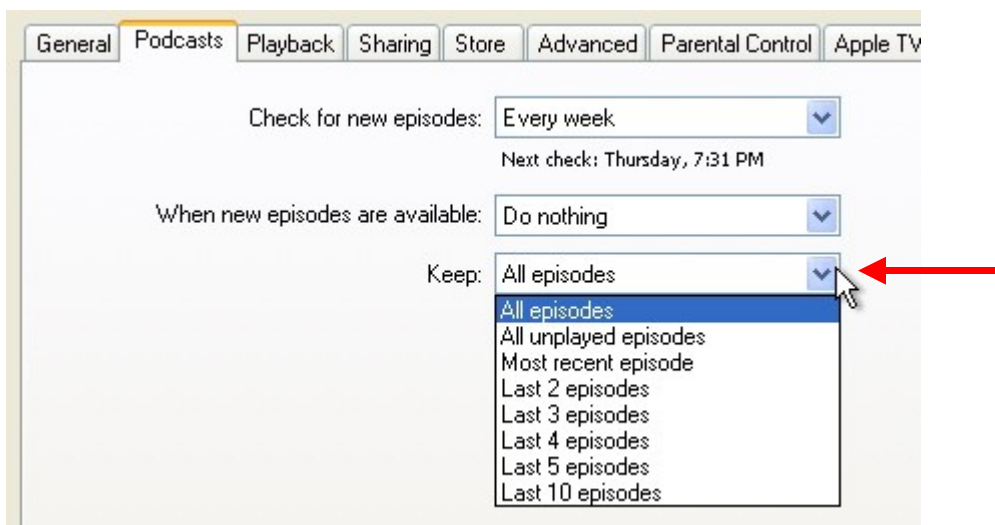 General Podcasts Playback Sharing Store Advanced Parental Control Apple TV
Check for new episodes: Every week
Next check: Thursday, 7:31 PM
When new episodes are available: Do nothing
Keep: All episodes
All episodes
All unplayed episodes
Most recent episode
Last 2 episodes
Last 3 episodes
Last 4 episodes
Last 5 episodes
Last 10 episodes